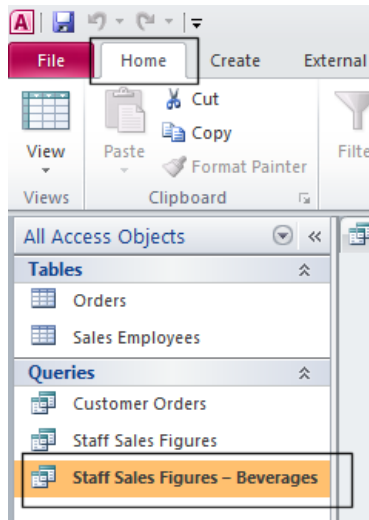 A
File Home Create External
View
Paste
Cut
Copy
Format Painter
Views Clipboard
All Access Objects
Tables
Orders
Sales Employees
Queries
Customer Orders
Staff Sales Figures
Staff Sales Figures – Beverages